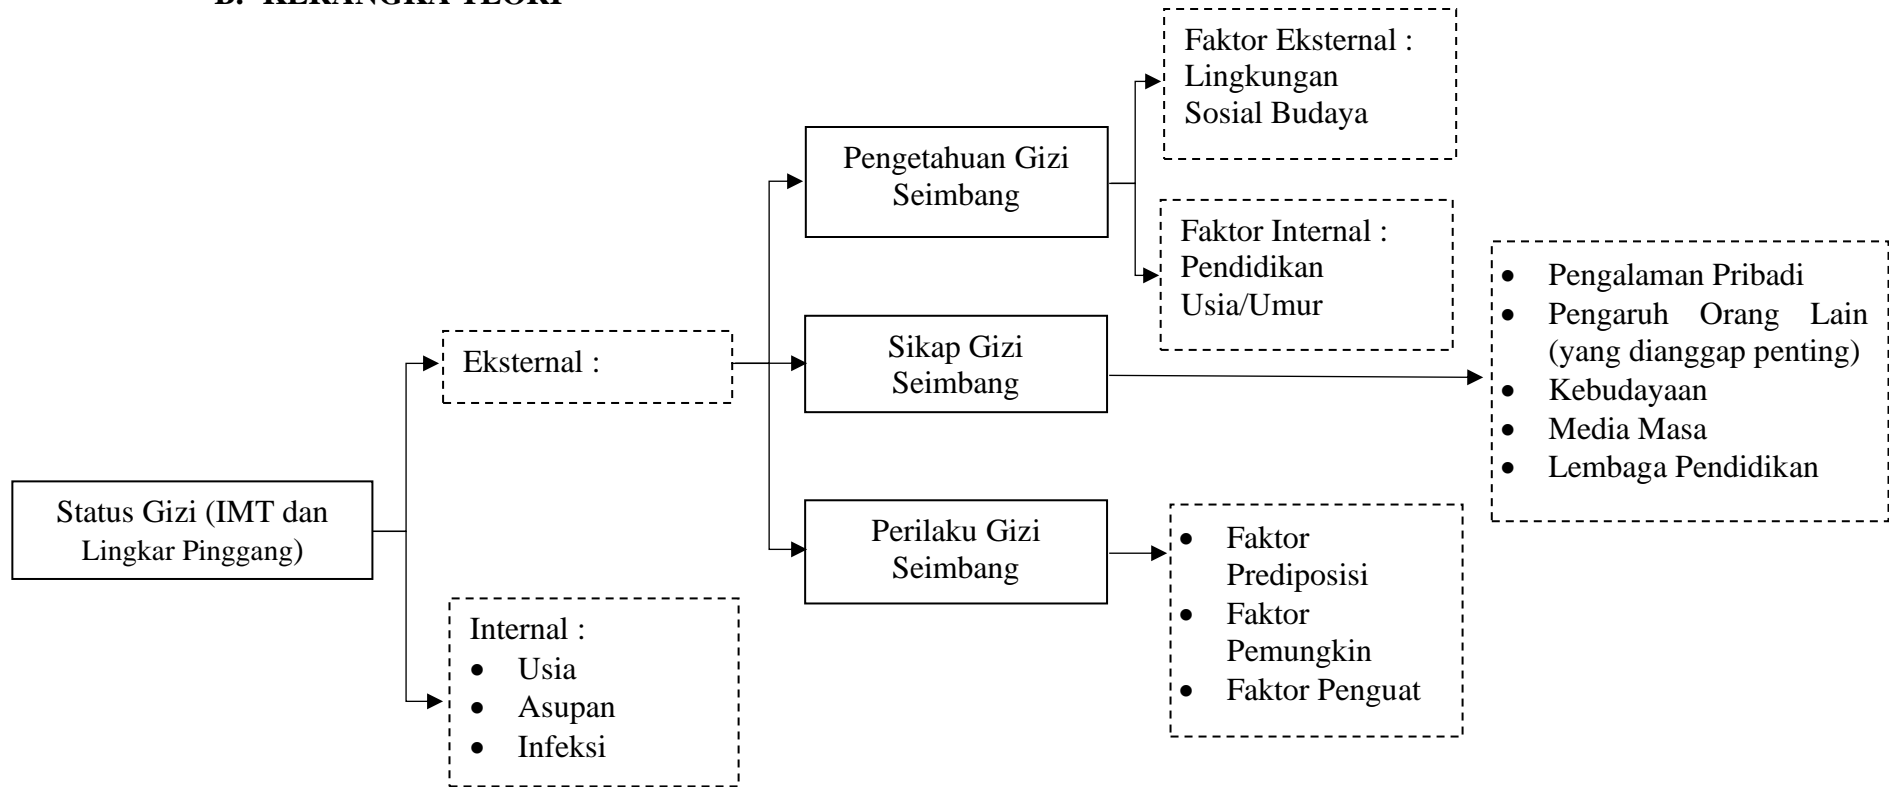 B. KERANGKA TEORI
Faktor Eksternal :
Lingkungan
Sosial Budaya
Pengetahuan Gizi
Seimbang
Faktor Internal :
Pendidikan
Usia/Umur
• Pengalaman Pribadi
• Pengaruh Orang Lain
(yang dianggap penting)
• Kebudayaan
• Media Masa
• Lembaga Pendidikan
Eksternal :
Sikap Gizi
Seimbang
Status Gizi (IMT dan
Lingkar Pinggang)
Perilaku Gizi
Seimbang
• Faktor
Prediposisi
• Faktor
Pemungkin
• Faktor Penguat
Internal :
• Usia
• Asupan
• Infeksi